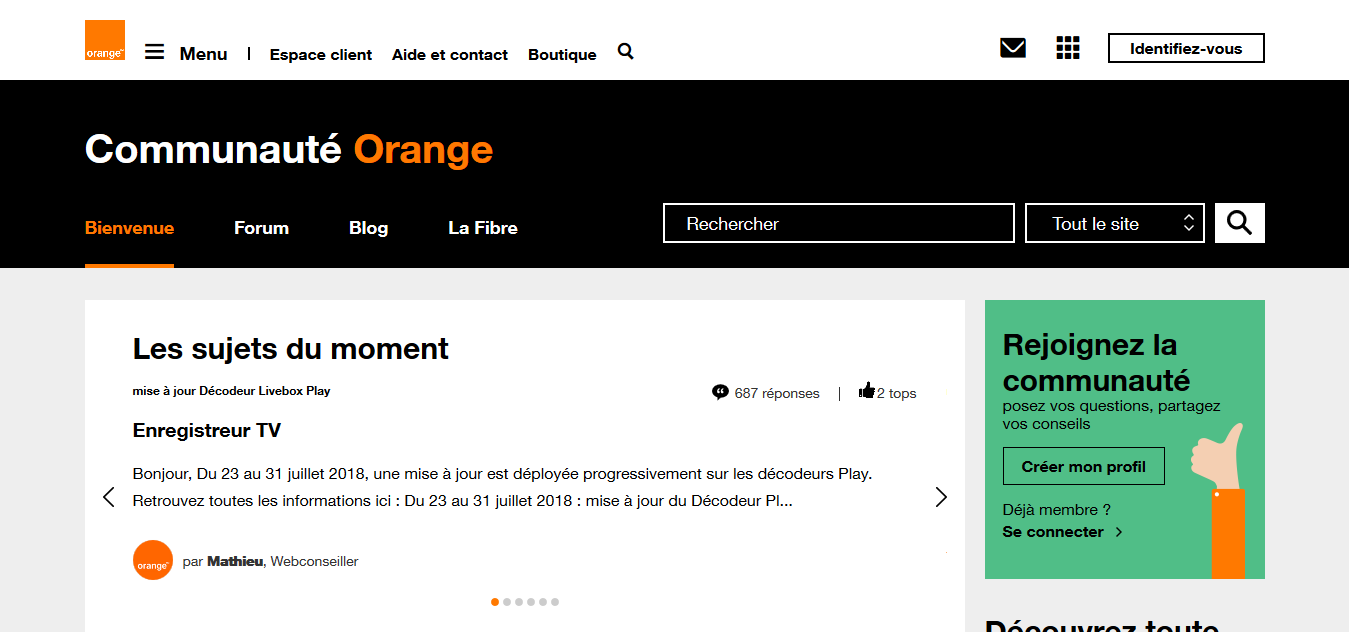 orange™
Menu | Espace client Aide et contact Boutique
Identifiez-vous
Communauté Orange
Bienvenue Forum Blog La Fibre
Rechercher
Tout le site
Les sujets du moment
mise à jour Décodeur Livebox Play
687 réponses | 2 tops
Enregistreur TV
Bonjour, Du 23 au 31 juillet 2018, une mise à jour est déployée progressivement sur les décodeurs Play.
Retrouvez toutes les informations ici : Du 23 au 31 juillet 2018 : mise à jour du Décodeur Pl...
orange™
par Mathieu, Webconseiller
Rejoignez la
communauté
posez vos questions, partagez
vos conseils
Créer mon profil
Déjà membre ?
Se connecter
Découvrez toute